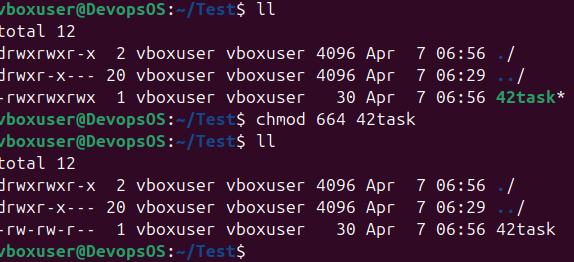 vboxuser@DevopsOS:~/Test$ ll
total 12
drwxrwxr-x  2 vboxuser vboxuser 4096 Apr  7 06:56 ./
drwxr-x--- 20 vboxuser vboxuser 4096 Apr  7 06:29 ../
-rwxrwxrwx  1 vboxuser vboxuser   30 Apr  7 06:56 42task*
vboxuser@DevopsOS:~/Test$ chmod 664 42task
vboxuser@DevopsOS:~/Test$ ll
total 12
drwxrwxr-x  2 vboxuser vboxuser 4096 Apr  7 06:56 ./
drwxr-x--- 20 vboxuser vboxuser 4096 Apr  7 06:29 ../
-rw-rw-r--  1 vboxuser vboxuser   30 Apr  7 06:56 42task
vboxuser@DevopsOS:~/Test$